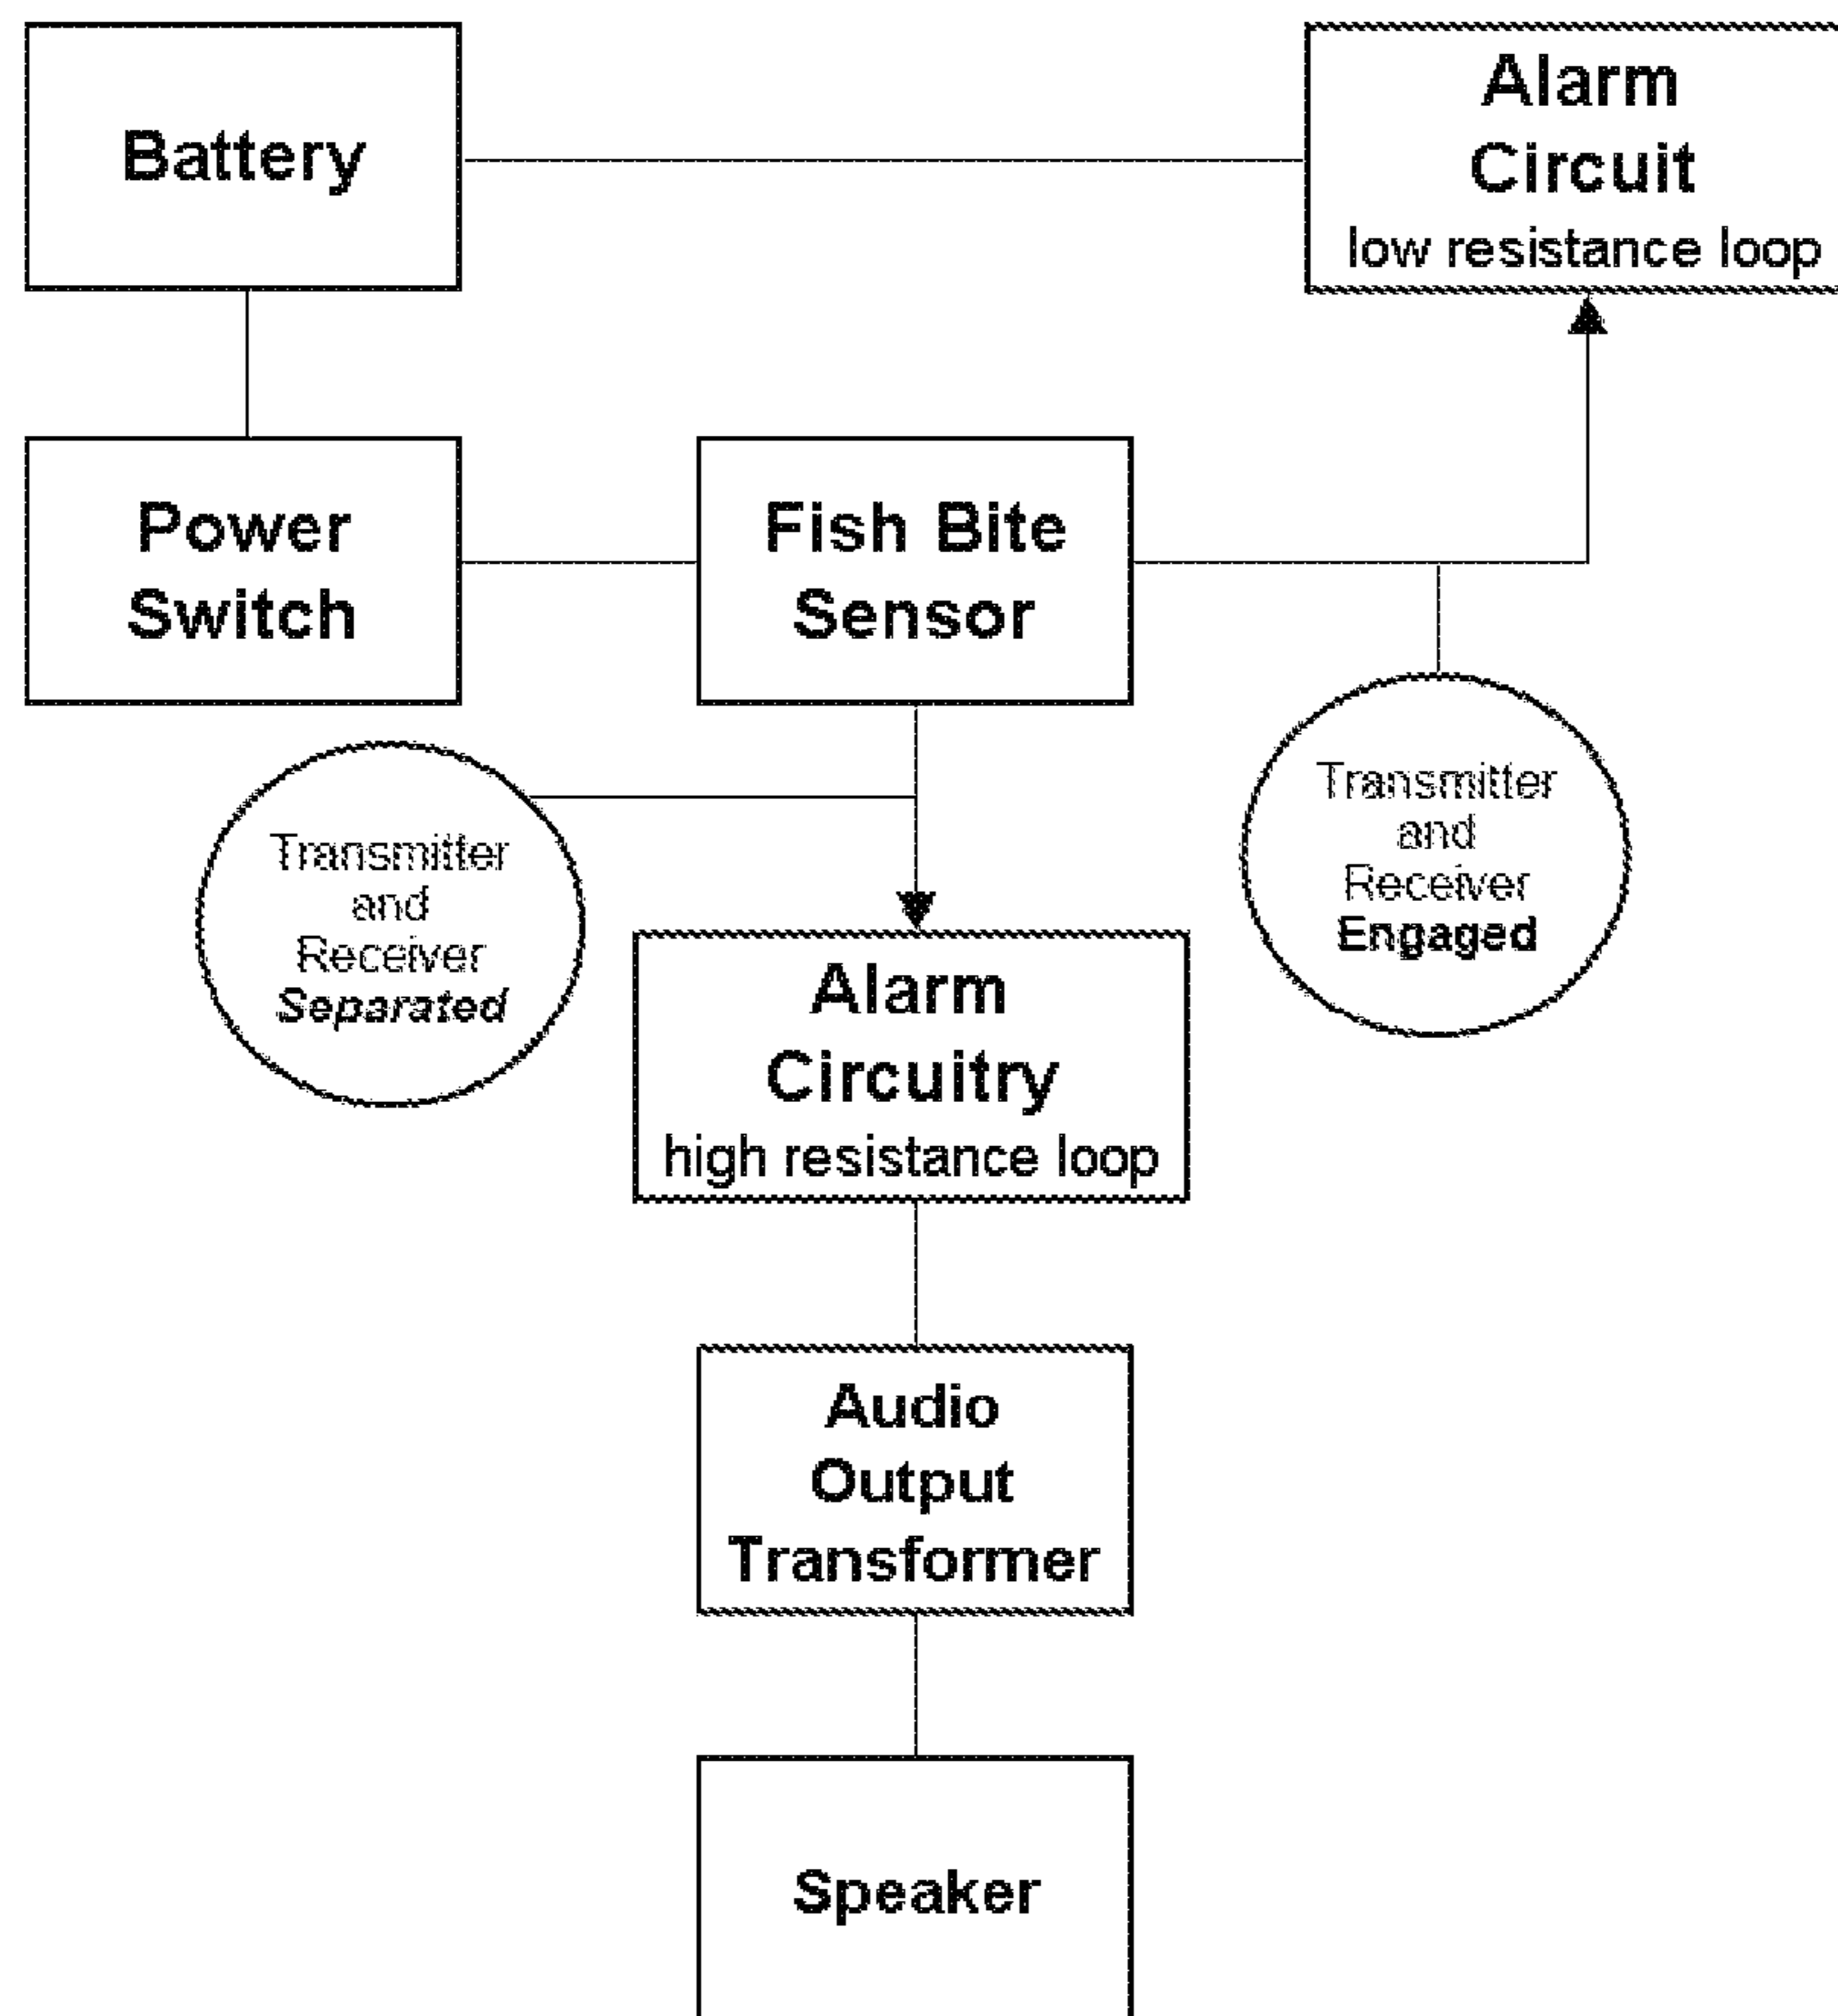 Battery
Alarm
Circuit
low resistance loop
Power
Switch
Fish Bite
Sensor
Transmitter
and
Receiver
Engaged
Transmitter
and
Receiver
Separated
Alarm
Circuitry
high resistance loop
Audio
Output
Transformer
Speaker